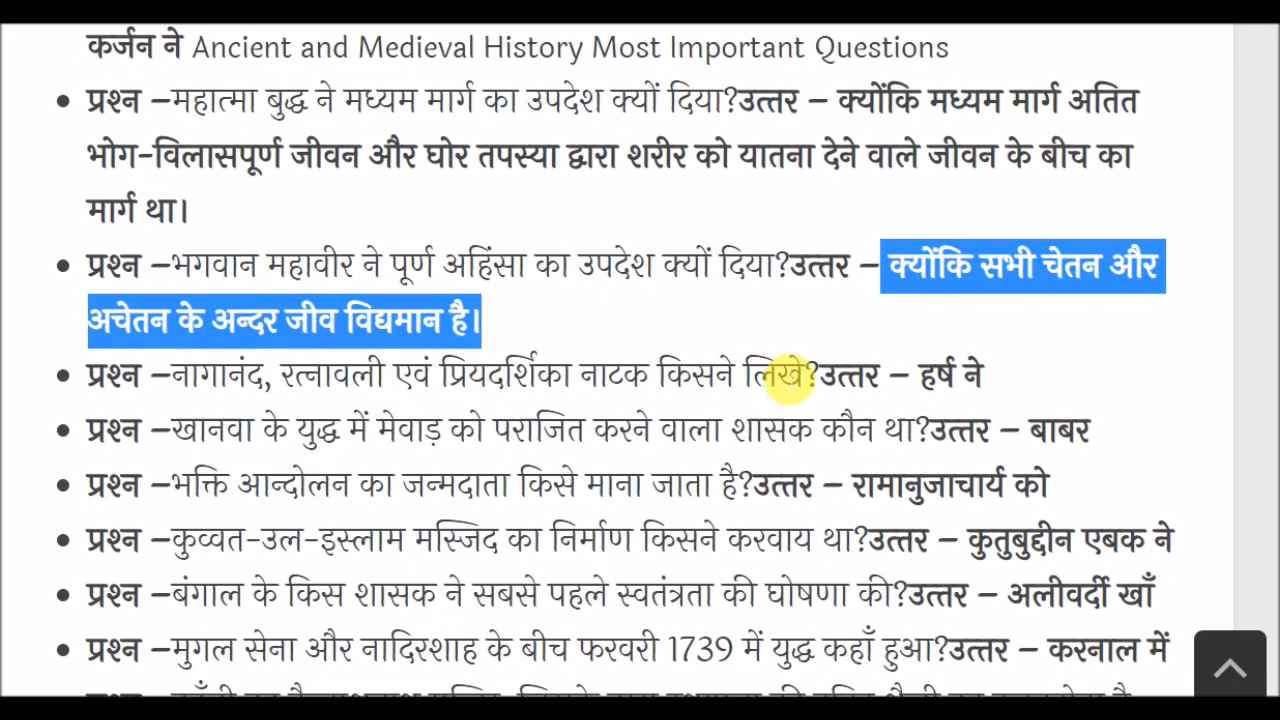 कर्जन ने Ancient and Medieval History Most Important Questions
• प्रश्न –महात्मा बुद्ध ने मध्यम मार्ग का उपदेश क्यों दिया?उत्तर – क्योंकि मध्यम मार्ग अतित
भोग-विलासपूर्ण जीवन और घोर तपस्या द्वारा शरीर को यातना देने वाले जीवन के बीच का
मार्ग था।
• प्रश्न –भगवान महावीर ने पूर्ण अहिंसा का उपदेश क्यों दिया?उत्तर – क्योंकि सभी चेतन और
अचेतन के अन्दर जीव विद्यमान है।
• प्रश्न –नागानंद, रत्नावली एवं प्रियदर्शिका नाटक किसने लिखे?उत्तर – हर्ष ने
• प्रश्न –खानवा के युद्ध में मेवाड़ को पराजित करने वाला शासक कौन था?उत्तर – बाबर
• प्रश्न –भक्ति आन्दोलन का जन्मदाता किसे माना जाता है?उत्तर – रामानुजाचार्य को
• प्रश्न –कुव्वत-उल-इस्लाम मस्जिद का निर्माण किसने करवाय था?उत्तर – कुतुबुद्दीन एबक ने
• प्रश्न –बंगाल के किस शासक ने सबसे पहले स्वतंत्रता की घोषणा की?उत्तर – अलीवर्दी खाँ
• प्रश्न –मुगल सेना और नादिरशाह के बीच फरवरी 1739 में युद्ध कहाँ हुआ?उत्तर – करनाल में